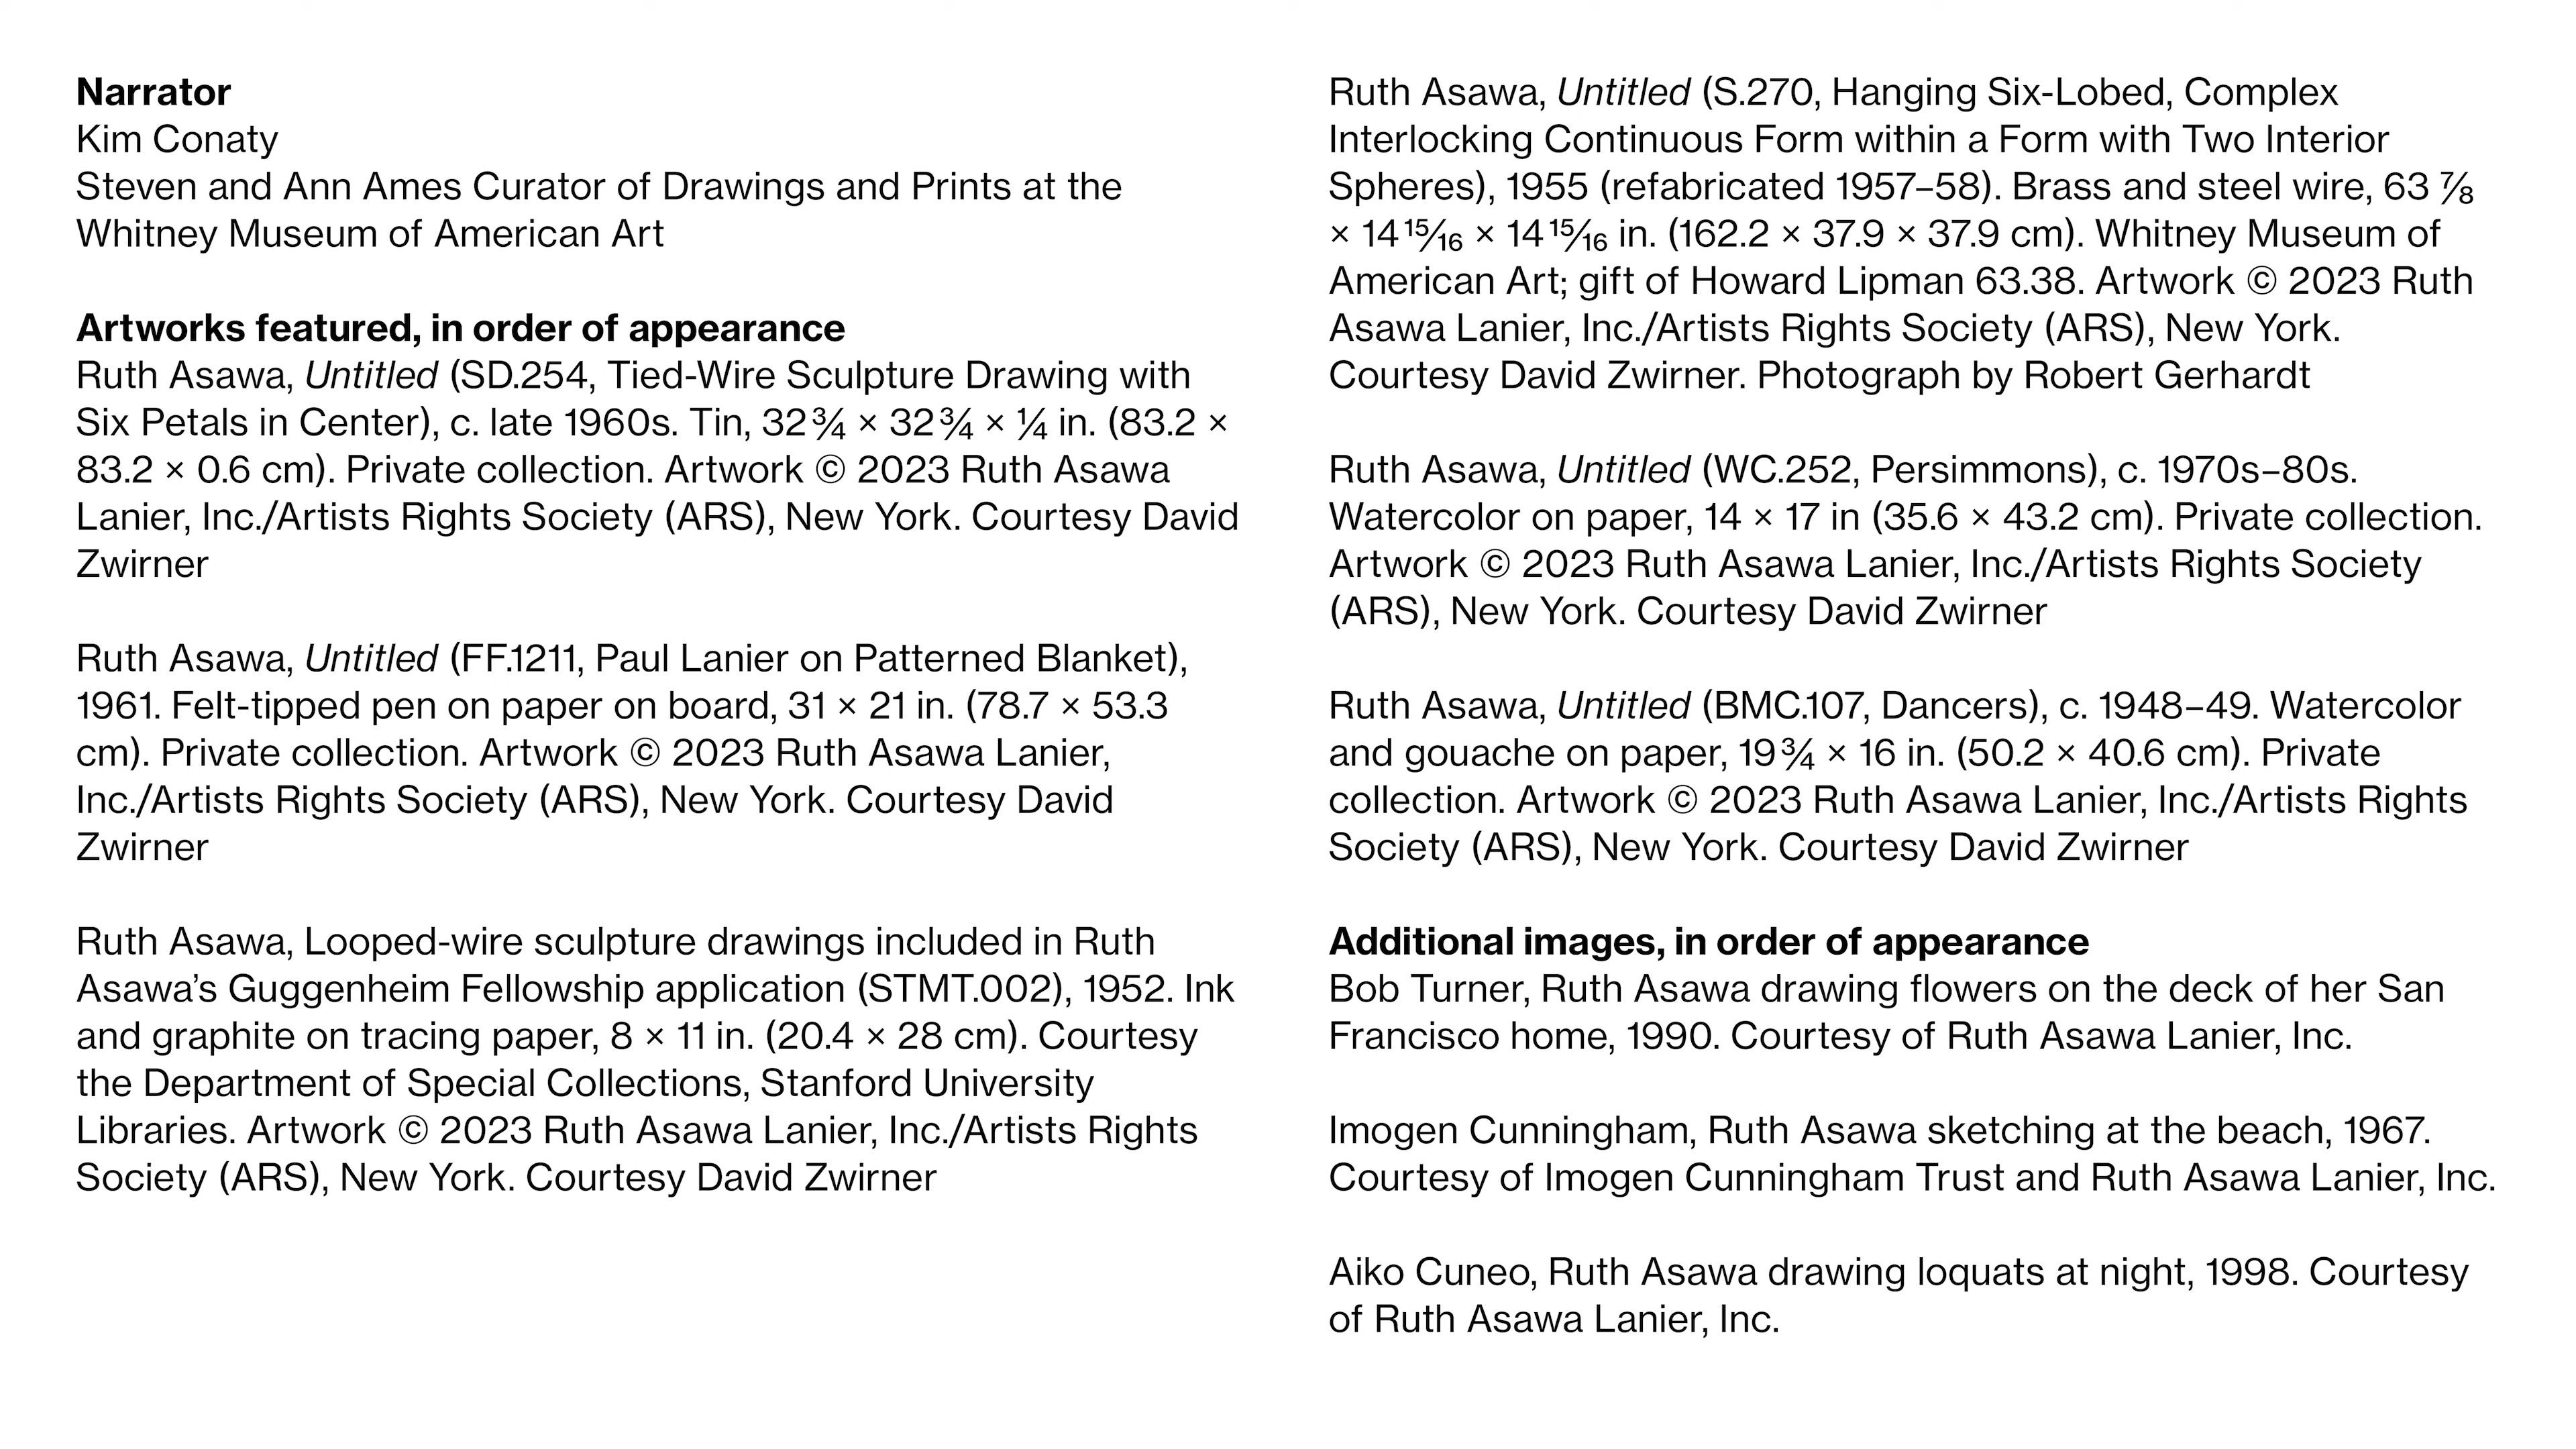 Narrator
Kim Conaty
Steven and Ann Ames Curator of Drawings and Prints at the
Whitney Museum of American Art
Artworks featured, in order of appearance
Ruth Asawa, Untitled (SD.254, Tied-Wire Sculpture Drawing with
Six Petals in Center), c. late 1960s. Tin, 32 ¾ × 32 ¾ × ¼ in. (83.2 ×
83.2 × 0.6 cm). Private collection. Artwork © 2023 Ruth Asawa
Lanier, Inc./Artists Rights Society (ARS), New York. Courtesy David
Zwirner
Ruth Asawa, Untitled (FF.1211, Paul Lanier on Patterned Blanket),
1961. Felt-tipped pen on paper on board, 31 × 21 in. (78.7 × 53.3
cm). Private collection. Artwork © 2023 Ruth Asawa Lanier,
Inc./Artists Rights Society (ARS), New York. Courtesy David
Zwirner
Ruth Asawa, Looped-wire sculpture drawings included in Ruth
Asawa’s Guggenheim Fellowship application (STMT.002), 1952. Ink
and graphite on tracing paper, 8 × 11 in. (20.4 × 28 cm). Courtesy
the Department of Special Collections, Stanford University
Libraries. Artwork © 2023 Ruth Asawa Lanier, Inc./Artists Rights
Society (ARS), New York. Courtesy David Zwirner
Ruth Asawa, Untitled (S.270, Hanging Six-Lobed, Complex
Interlocking Continuous Form within a Form with Two Interior
Spheres), 1955 (refabricated 1957–58). Brass and steel wire, 63 ⅞
× 14 15⁄16 × 14 15⁄16 in. (162.2 × 37.9 × 37.9 cm). Whitney Museum of
American Art; gift of Howard Lipman 63.38. Artwork © 2023 Ruth
Asawa Lanier, Inc./Artists Rights Society (ARS), New York.
Courtesy David Zwirner. Photograph by Robert Gerhardt
Ruth Asawa, Untitled (WC.252, Persimmons), c. 1970s–80s.
Watercolor on paper, 14 × 17 in (35.6 × 43.2 cm). Private collection.
Artwork © 2023 Ruth Asawa Lanier, Inc./Artists Rights Society
(ARS), New York. Courtesy David Zwirner
Ruth Asawa, Untitled (BMC.107, Dancers), c. 1948–49. Watercolor
and gouache on paper, 19 ¾ × 16 in. (50.2 × 40.6 cm). Private
collection. Artwork © 2023 Ruth Asawa Lanier, Inc./Artists Rights
Society (ARS), New York. Courtesy David Zwirner
Additional images, in order of appearance
Bob Turner, Ruth Asawa drawing flowers on the deck of her San
Francisco home, 1990. Courtesy of Ruth Asawa Lanier, Inc.
Imogen Cunningham, Ruth Asawa sketching at the beach, 1967.
Courtesy of Imogen Cunningham Trust and Ruth Asawa Lanier, Inc.
Aiko Cuneo, Ruth Asawa drawing loquats at night, 1998. Courtesy
of Ruth Asawa Lanier, Inc.